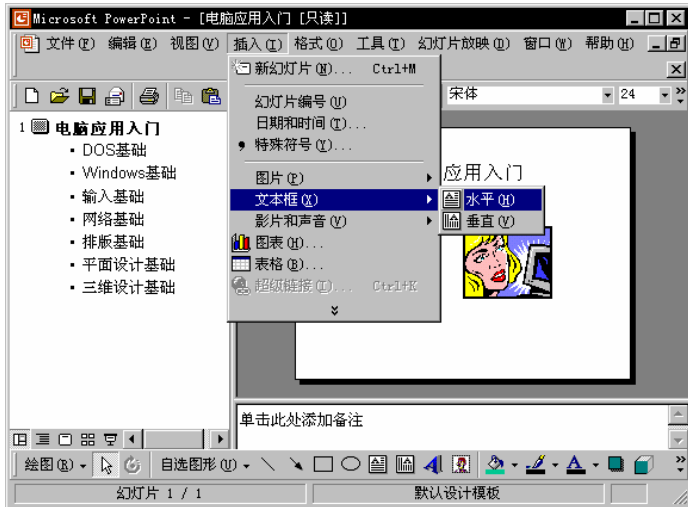 Microsoft PowerPoint - [电脑应用入门 [只读]]
文件(F) 编辑(E) 视图(V) 插入(I) 格式(O) 工具(T) 幻灯片放映(D) 窗口(W) 帮助(H)
新幻灯片(N)... Ctrl+M
宋体 24
幻灯片编号(U)
日期和时间(T)...
特殊符号(Y)...
图片(P)
文本框(X)
水平(H)
垂直(V)
影片和声音(V)
图表(H)...
表格(B)...
超级链接(I)... Ctrl+K
1 电脑应用入门
• DOS基础
• Windows基础
• 输入基础
• 网络基础
• 排版基础
• 平面设计基础
• 三维设计基础
应用入门
单击此处添加备注
绘图(R) 自选图形(U)
幻灯片 1 / 1 默认设计模板